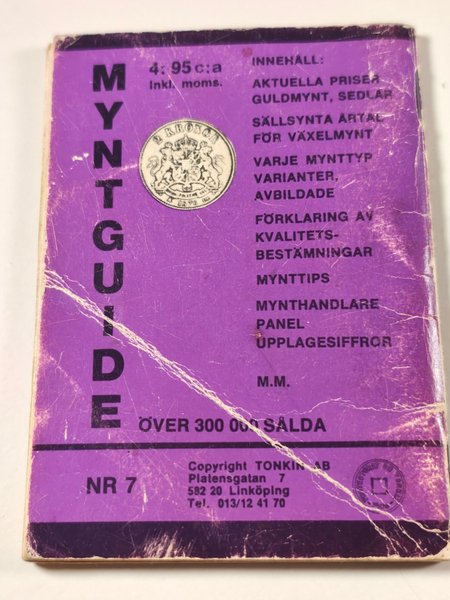 MYNTGUIDE
4: 95 c:a
Inkl. moms.
2 KRONOR
INNEHÅLL:
AKTUELLA PRISER
GULDMYNT, SEDLAR
SÄLLSYNTA ÅRTAL
FÖR VÄXELMYNT
VARJE MYNTTYP
VARIANTER,
AVBILDADE
FÖRKLARING AV
KVALITETS-
BESTÄMNINGAR
MYNTTIPS
MYNTHANDLARE
PANEL
UPPLAGESIFFROR
M.M.
ÖVER 300 000 SÅLDA
NR 7
Copyright TONKIN AB
Platensgatan 7
582 20 Linköping
Tel. 013/12 41 70